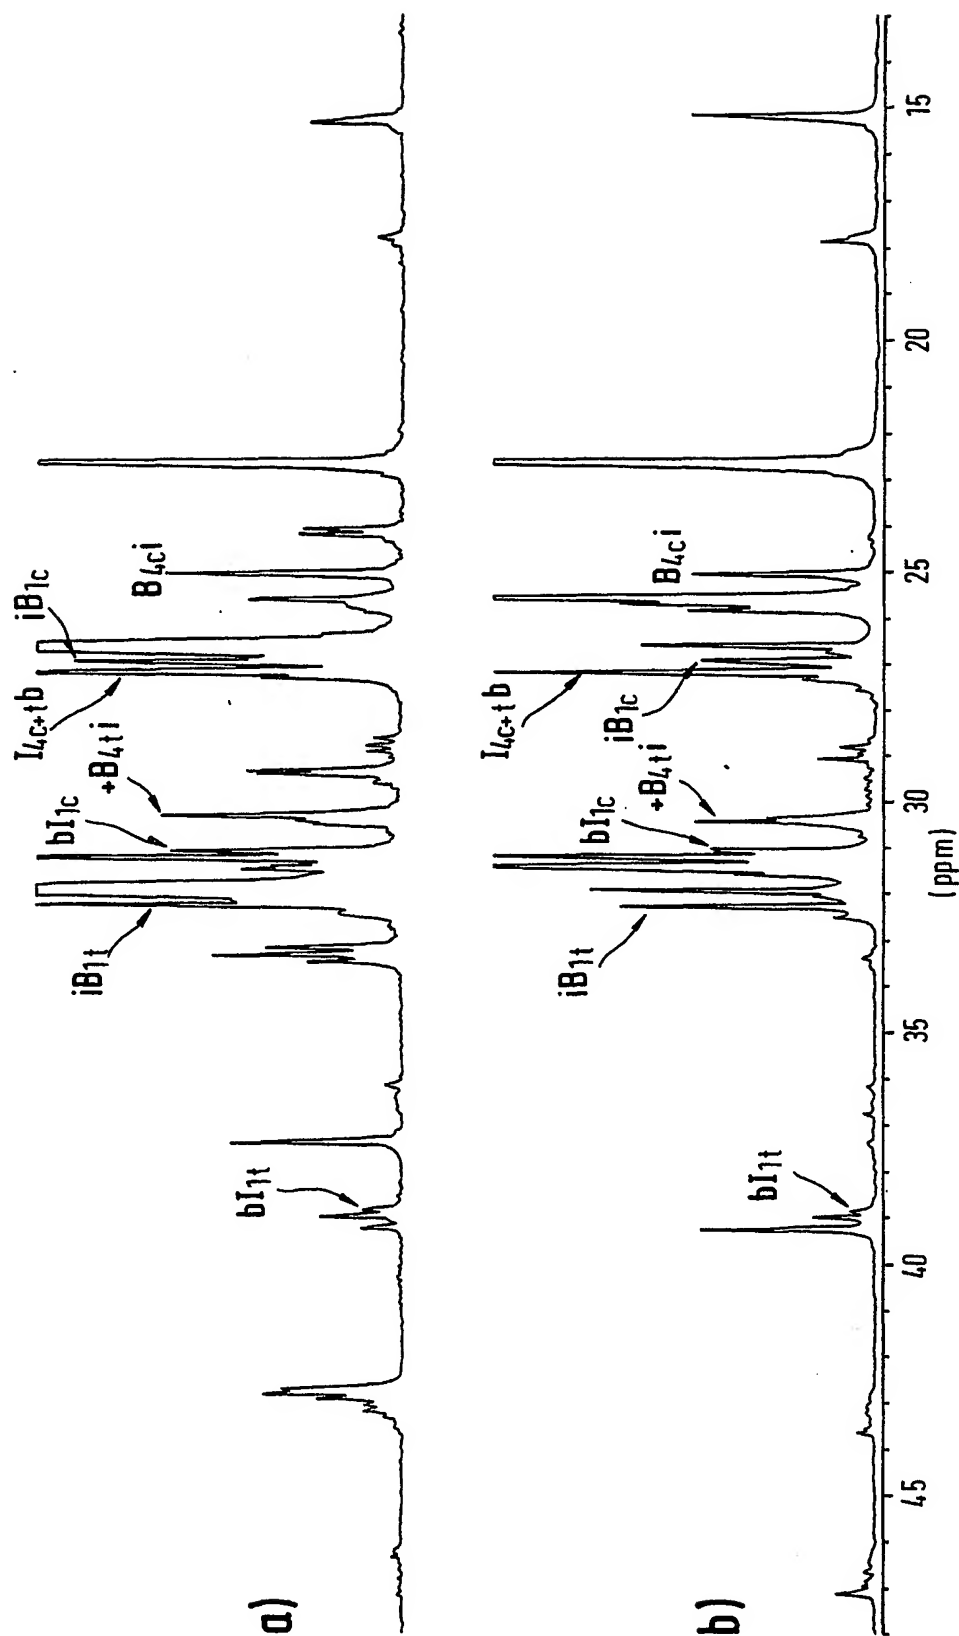 a)
bI1t
iB1t
bI1c
+B4ti
I4c+tb
iB1c
B4ci
b)
bI1t
iB1t
bI1c
+B4ti
iB1c
I4c+tb
B4ci
45
40
35
30
25
20
15
(ppm)